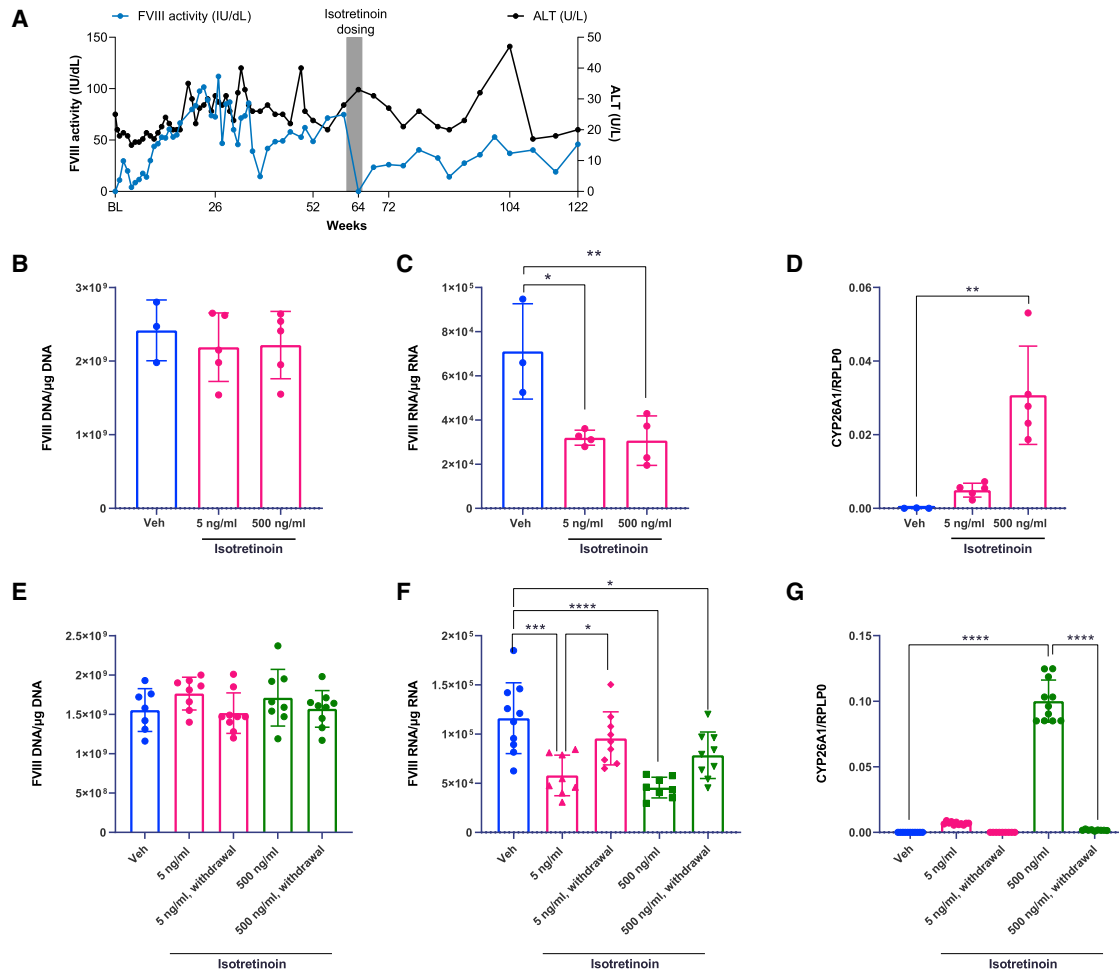 A
FVIII activity (IU/dL)
Isotretinoin
dosing
ALT (U/L)
150
100
50
0
FVIII activity (IU/dL)
50
40
30
20
10
0
ALT (U/L)
BL
26
52
64
72
104
122
Weeks
B
FVIII DNA/μg DNA
3×10⁹
2×10⁹
1×10⁹
0
Veh
5 ng/ml
500 ng/ml
Isotretinoin
C
FVIII RNA/μg RNA
1×10⁵
8×10⁴
6×10⁴
4×10⁴
2×10⁴
0
*
**
Veh
5 ng/ml
500 ng/ml
Isotretinoin
D
CYP26A1/RPLP0
0.06
0.04
0.02
0.00
**
Veh
5 ng/ml
500 ng/ml
Isotretinoin
E
FVIII DNA/μg DNA
2.5×10⁹
2×10⁹
1.5×10⁹
1×10⁹
5×10⁸
0
Veh
5 ng/ml
5 ng/ml, withdrawal
500 ng/ml
500 ng/ml, withdrawal
Isotretinoin
F
FVIII RNA/μg RNA
2×10⁵
1.5×10⁵
1×10⁵
5×10⁴
0
*
****
***
*
Veh
5 ng/ml
5 ng/ml, withdrawal
500 ng/ml
500 ng/ml, withdrawal
Isotretinoin
G
CYP26A1/RPLP0
0.15
0.10
0.05
0.00
****
****
Veh
5 ng/ml
5 ng/ml, withdrawal
500 ng/ml
500 ng/ml, withdrawal
Isotretinoin